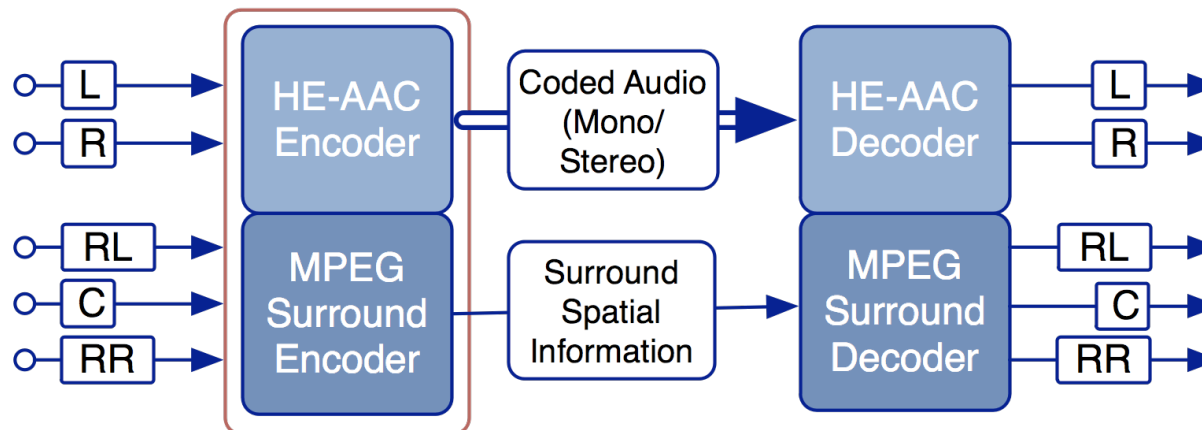 L
R
RL
C
RR
HE-AAC
Encoder
MPEG
Surround
Encoder
Coded Audio
(Mono/
Stereo)
Surround
Spatial
Information
HE-AAC
Decoder
MPEG
Surround
Decoder
L
R
RL
C
RR